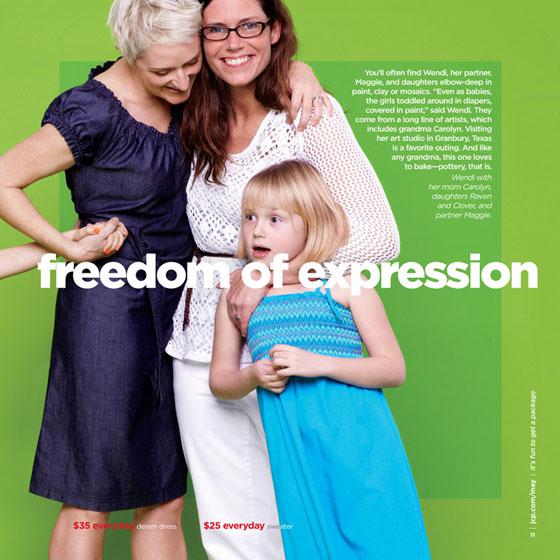 You'll often find Wendi, her partner,
Maggie, and daughters elbow-deep in
paint, clay or mosaics. "Even as babies,
the girls toddled around in diapers,
covered in paint," said Wendi. They
come from a long line of artists, which
includes grandma Carolyn. Visiting
her art studio in Granbury, Texas
is a favorite outing. And like
any grandma, this one loves
to bake—pottery, that is.
Wendi with
her mom Carolyn,
daughters Raven
and Clover, and
partner Maggie.
freedom of expression
$35 everyday denim dress
$25 everyday sweater
11 | jcp.com/may | it's fun to get a package